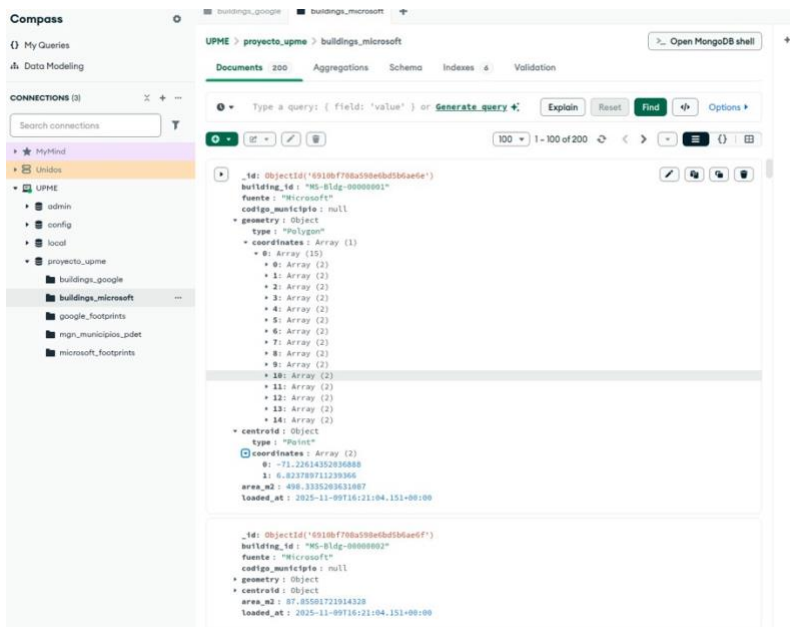 Compass
{} My Queries
Data Modeling
CONNECTIONS (3)
Search connections
MyMind
Unidos
UPME
admin
config
local
proyecto_upme
buildings_google
buildings_microsoft
google_footprints
mgn_municipios_pdet
microsoft_footprints
buildings_google
buildings_microsoft
UPME > proyecto_upme > buildings_microsoft
>_ Open MongoDB shell
Documents 200 Aggregations Schema Indexes 6 Validation
Type a query: { field: 'value' } or Generate query
Explain Reset Find </> Options
100 1-100 of 200
_id: ObjectId('6910bf708a598e6bd5b6ae6e')
building_id : "MS-Bldg-00000001"
fuente : "Microsoft"
codigo_municipio : null
geometry : Object
type : "Polygon"
coordinates : Array (1)
0: Array (15)
0: Array (2)
1: Array (2)
2: Array (2)
3: Array (2)
4: Array (2)
5: Array (2)
6: Array (2)
7: Array (2)
8: Array (2)
9: Array (2)
10: Array (2)
11: Array (2)
12: Array (2)
13: Array (2)
14: Array (2)
centroid : Object
type : "Point"
coordinates : Array (2)
0: -71.22614352036888
1: 6.823789711239366
area_m2 : 498.3335203631087
loaded_at : 2025-11-09T16:21:04.151+00:00
_id: ObjectId('6910bf708a598e6bd5b6ae6f')
building_id : "MS-Bldg-00000002"
fuente : "Microsoft"
codigo_municipio : null
geometry : Object
centroid : Object
area_m2 : 87.85501721914328
loaded_at : 2025-11-09T16:21:04.151+00:00